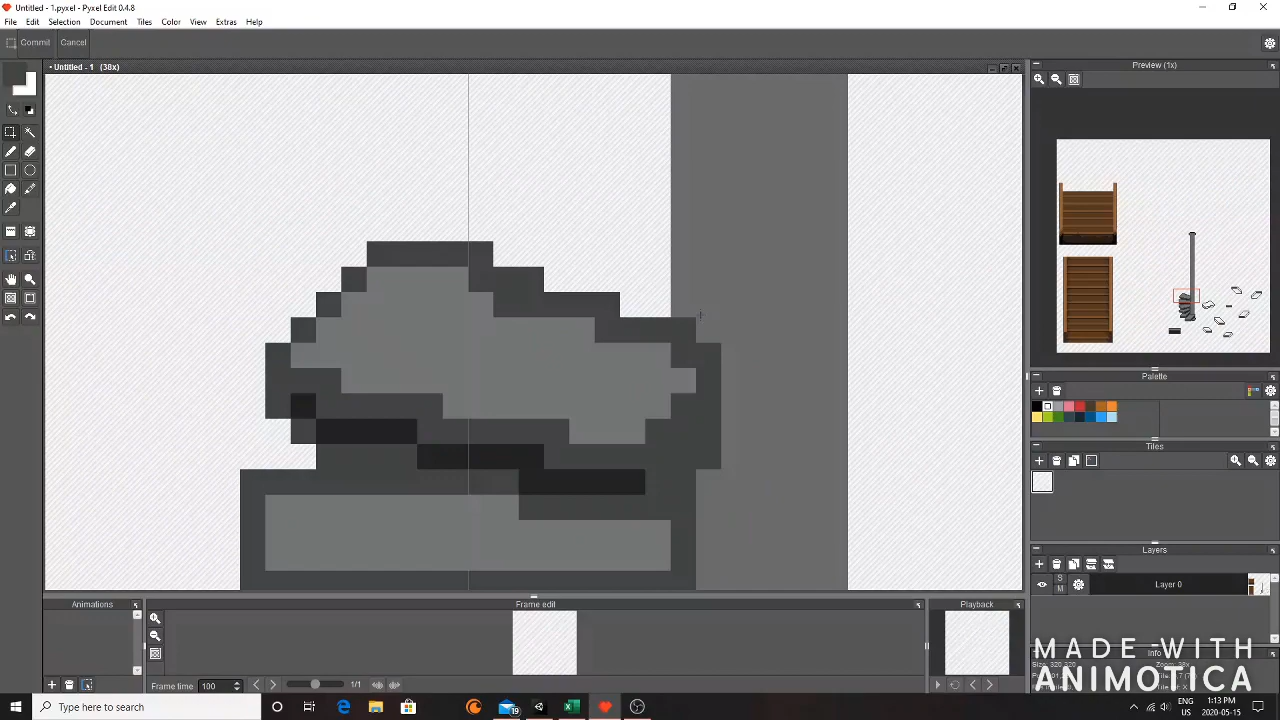 Untitled - 1.pyxel - Pyxel Edit 0.4.8
File Edit Selection Document Tiles Color View Extras Help
Commit Cancel
Untitled - 1 (38x)
Preview (1x)
Palette
Tiles
Layers
S
M
Layer 0
Animations
Frame edit
Playback
Info
Frame time 100
1/1
MADE WITH
ANIMOTICA
Type here to search
19
ENG
US
1:13 PM
2020-05-15